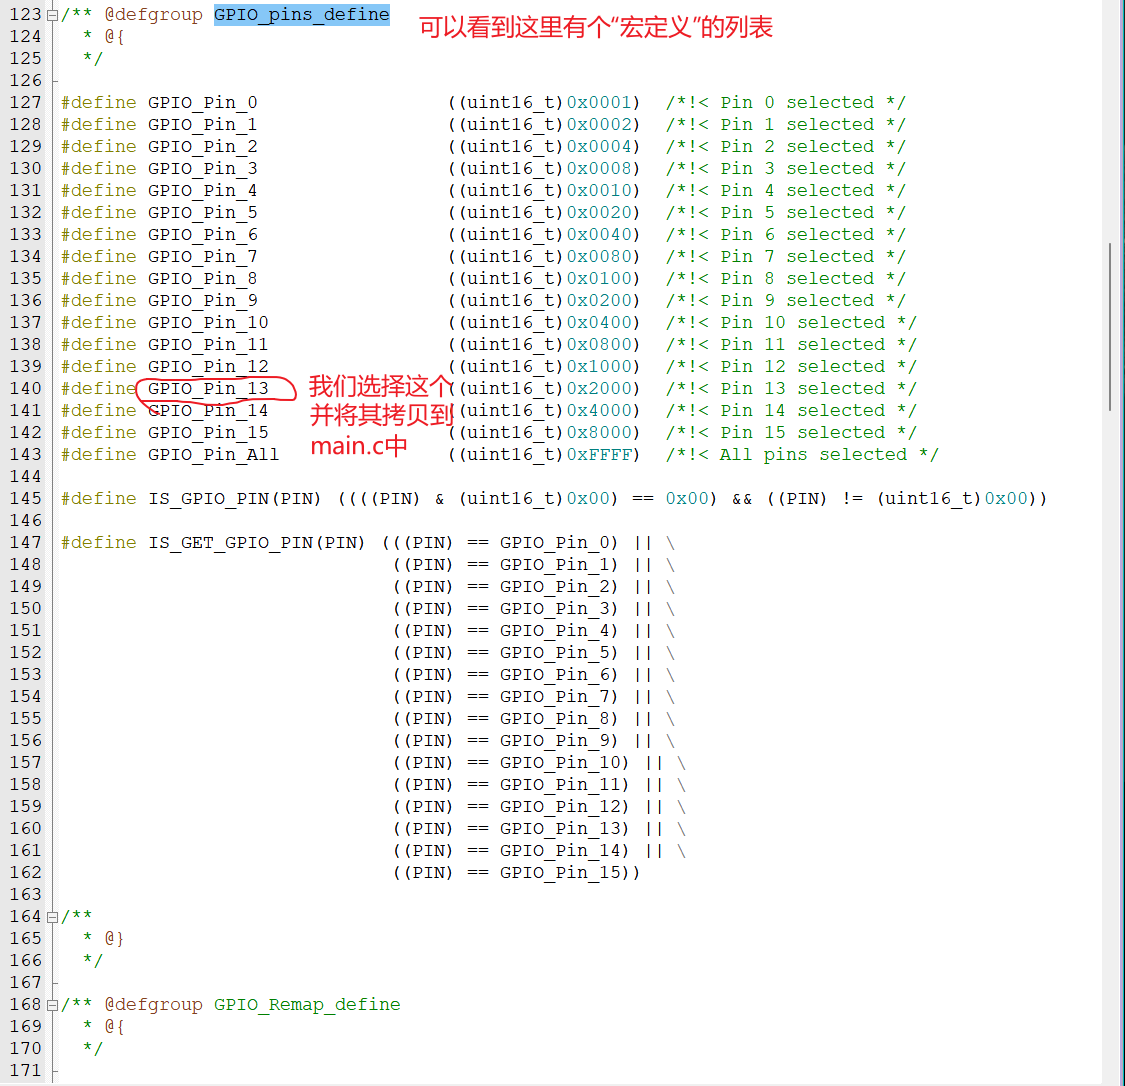 123 /** @defgroup GPIO_pins_define 可以看到这里有个“宏定义”的列表
124 * @{
125 */
126
127 #define GPIO_Pin_0 ((uint16_t)0x0001) /*!< Pin 0 selected */
128 #define GPIO_Pin_1 ((uint16_t)0x0002) /*!< Pin 1 selected */
129 #define GPIO_Pin_2 ((uint16_t)0x0004) /*!< Pin 2 selected */
130 #define GPIO_Pin_3 ((uint16_t)0x0008) /*!< Pin 3 selected */
131 #define GPIO_Pin_4 ((uint16_t)0x0010) /*!< Pin 4 selected */
132 #define GPIO_Pin_5 ((uint16_t)0x0020) /*!< Pin 5 selected */
133 #define GPIO_Pin_6 ((uint16_t)0x0040) /*!< Pin 6 selected */
134 #define GPIO_Pin_7 ((uint16_t)0x0080) /*!< Pin 7 selected */
135 #define GPIO_Pin_8 ((uint16_t)0x0100) /*!< Pin 8 selected */
136 #define GPIO_Pin_9 ((uint16_t)0x0200) /*!< Pin 9 selected */
137 #define GPIO_Pin_10 ((uint16_t)0x0400) /*!< Pin 10 selected */
138 #define GPIO_Pin_11 ((uint16_t)0x0800) /*!< Pin 11 selected */
139 #define GPIO_Pin_12 ((uint16_t)0x1000) /*!< Pin 12 selected */
140 #define GPIO_Pin_13 我们选择这个 ((uint16_t)0x2000) /*!< Pin 13 selected */
141 #define GPIO_Pin_14 并将其拷贝到 ((uint16_t)0x4000) /*!< Pin 14 selected */
142 #define GPIO_Pin_15 main.c中 ((uint16_t)0x8000) /*!< Pin 15 selected */
143 #define GPIO_Pin_All ((uint16_t)0xFFFF) /*!< All pins selected */
144
145 #define IS_GPIO_PIN(PIN) ((((PIN) & (uint16_t)0x00) == 0x00) && ((PIN) != (uint16_t)0x00))
146
147 #define IS_GET_GPIO_PIN(PIN) (((PIN) == GPIO_Pin_0) || \
148 ((PIN) == GPIO_Pin_1) || \
149 ((PIN) == GPIO_Pin_2) || \
150 ((PIN) == GPIO_Pin_3) || \
151 ((PIN) == GPIO_Pin_4) || \
152 ((PIN) == GPIO_Pin_5) || \
153 ((PIN) == GPIO_Pin_6) || \
154 ((PIN) == GPIO_Pin_7) || \
155 ((PIN) == GPIO_Pin_8) || \
156 ((PIN) == GPIO_Pin_9) || \
157 ((PIN) == GPIO_Pin_10) || \
158 ((PIN) == GPIO_Pin_11) || \
159 ((PIN) == GPIO_Pin_12) || \
160 ((PIN) == GPIO_Pin_13) || \
161 ((PIN) == GPIO_Pin_14) || \
162 ((PIN) == GPIO_Pin_15))
163
164 /**
165 * @}
166 */
167
168 /** @defgroup GPIO_Remap_define
169 * @{
170 */
171